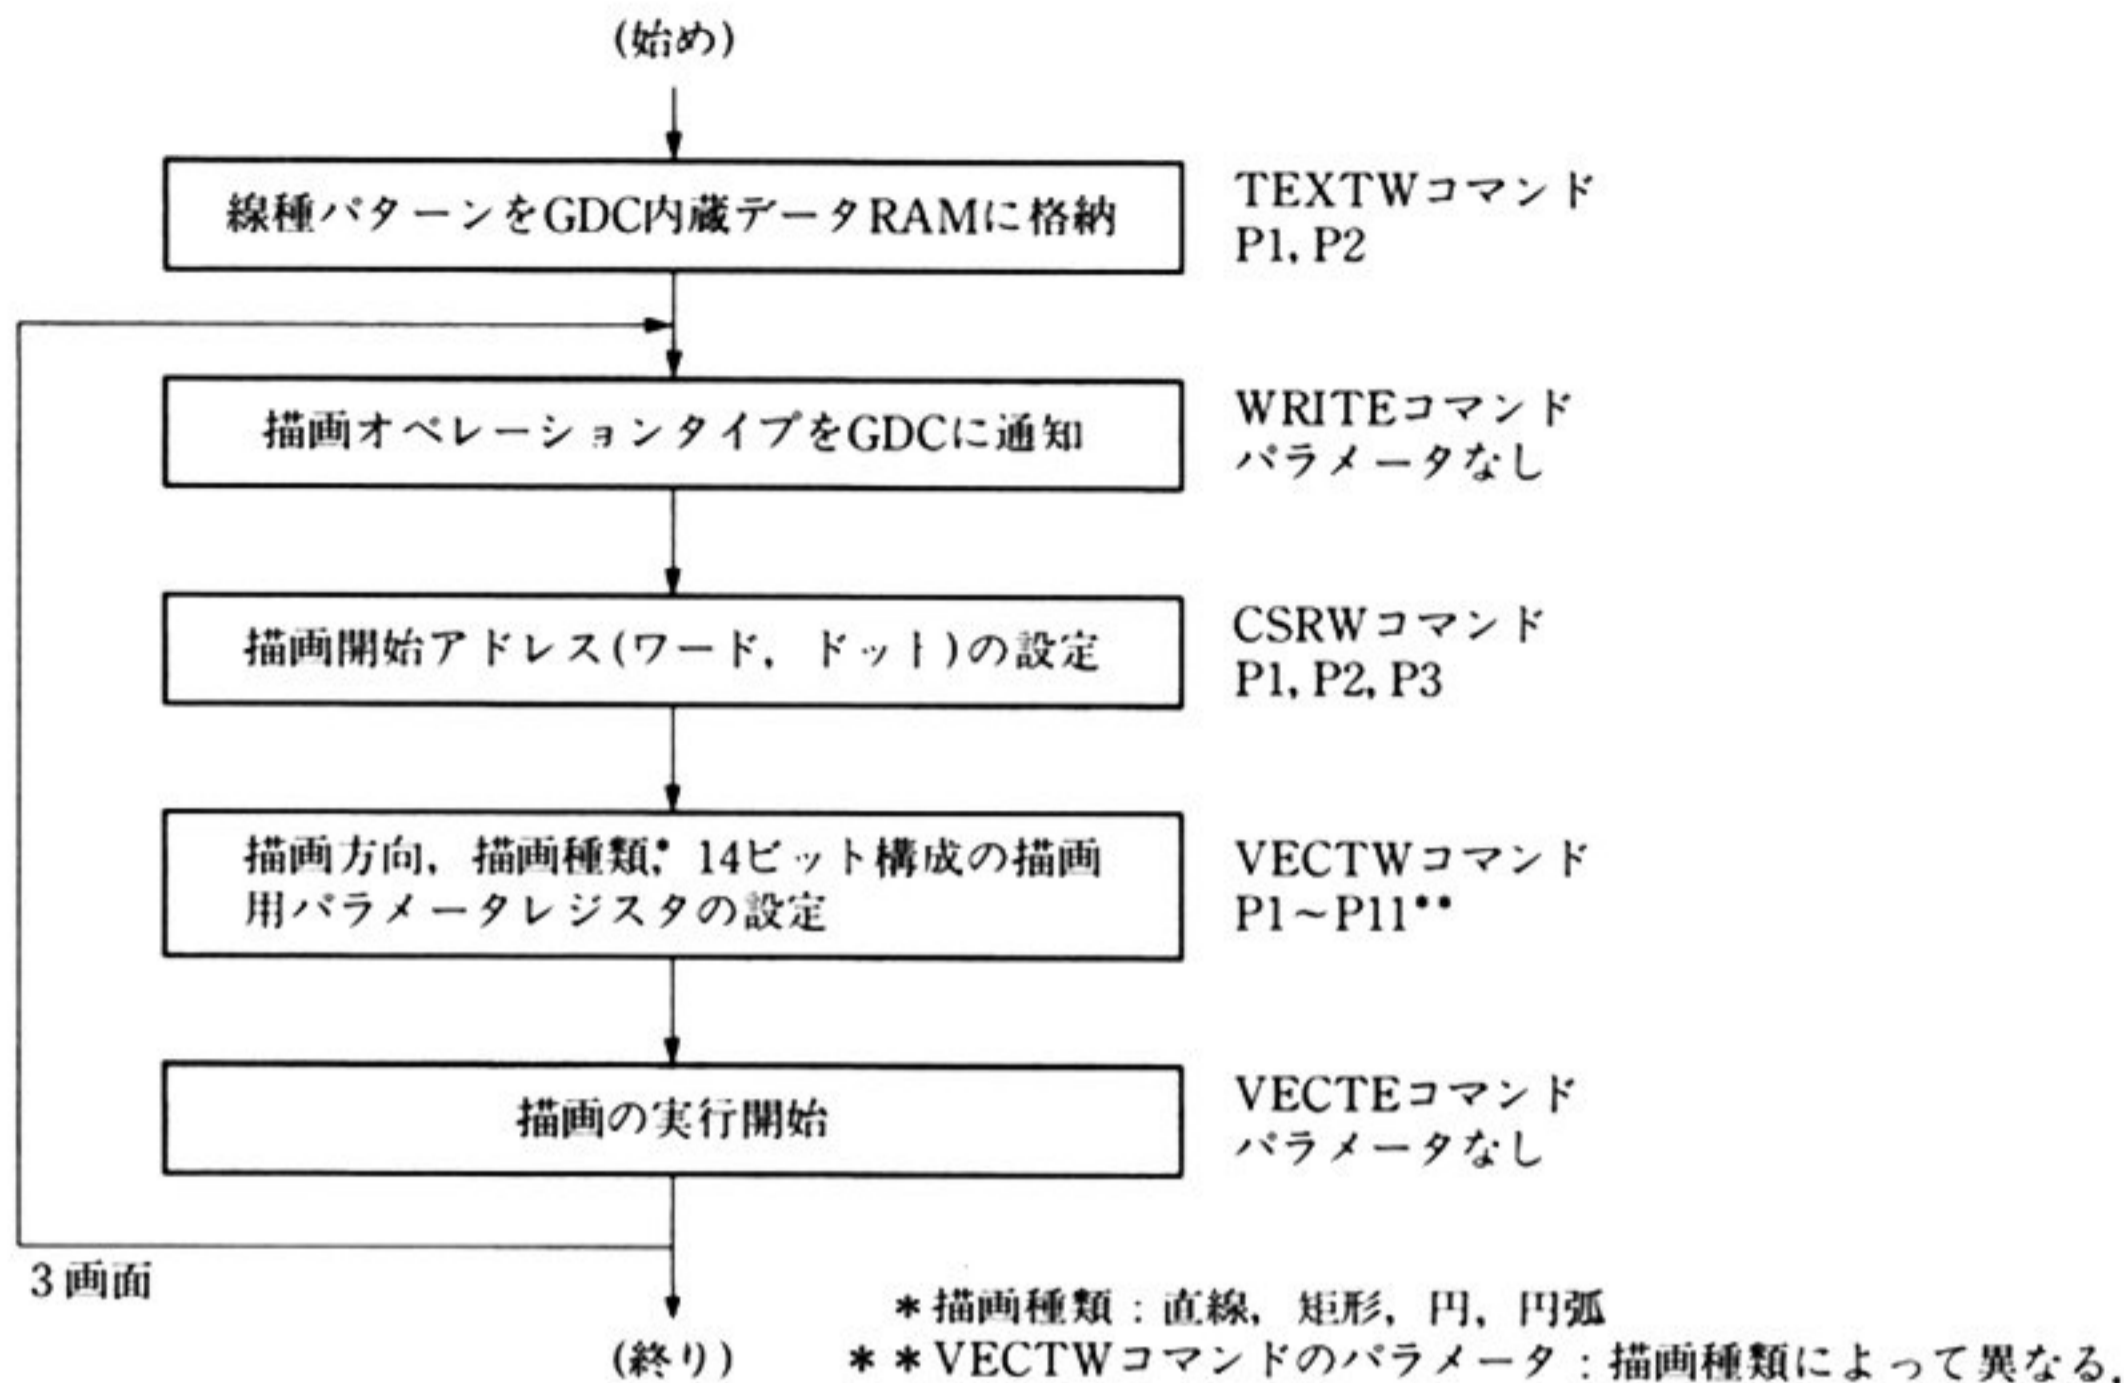 (始め)
線種パターンをGDC内蔵データRAMに格納
TEXTWコマンド
P1, P2
描画オペレーションタイプをGDCに通知
WRITEコマンド
パラメータなし
描画開始アドレス(ワード, ドット)の設定
CSRWコマンド
P1, P2, P3
描画方向, 描画種類,* 14ビット構成の描画
用パラメータレジスタの設定
VECTWコマンド
P1~P11**
描画の実行開始
VECTEコマンド
パラメータなし
3画面
(終り)
*描画種類:直線, 矩形, 円, 円弧
**VECTWコマンドのパラメータ:描画種類によって異なる.